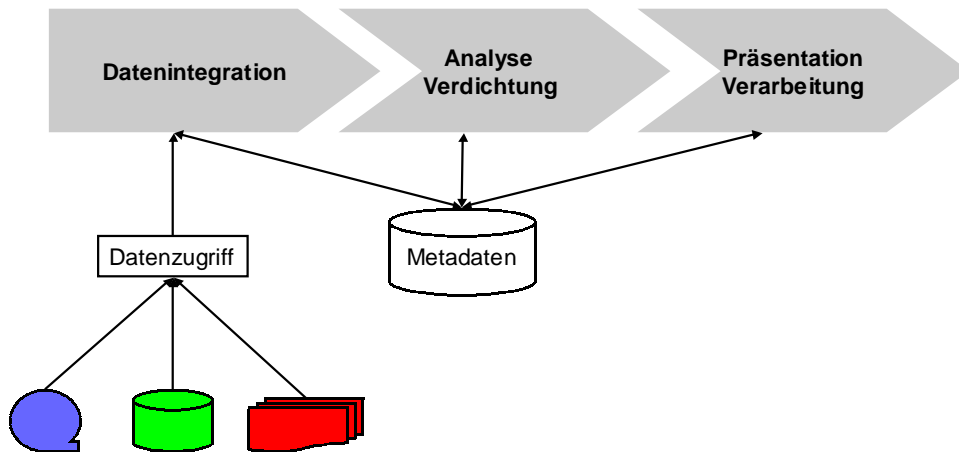 Datenintegration
Analyse
Verdichtung
Präsentation
Verarbeitung
Datenzugriff
Metadaten